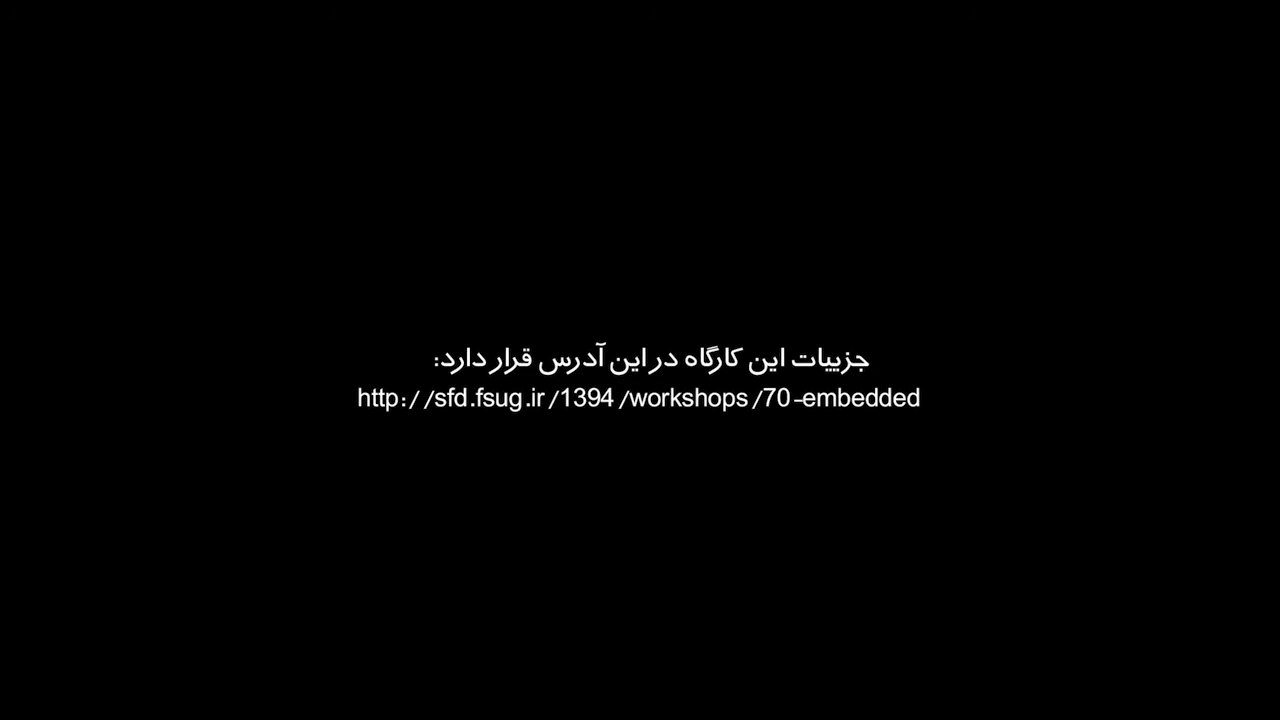 جزییات این کارگاه در این آدرس قرار دارد:
http://sfd.fsug.ir/1394/workshops/70-embedded